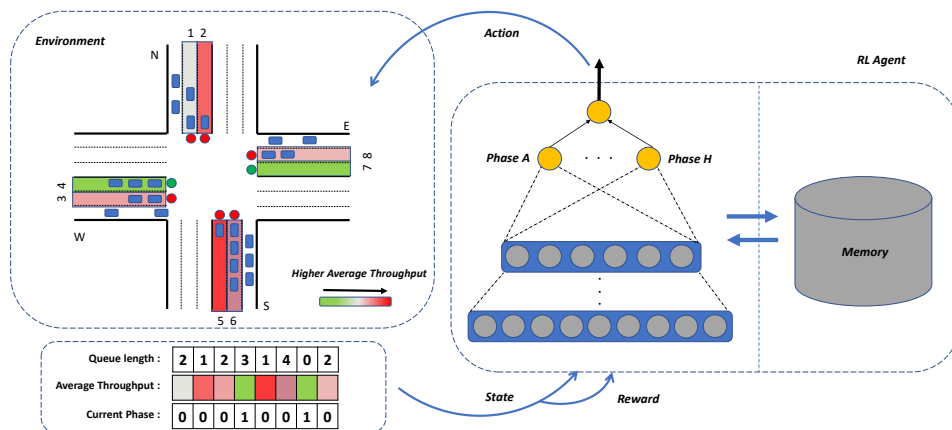 Environment
Action
RL Agent
1 2
N
E
Phase A
. . .
Phase H
3 4
7 8
W
S
5 6
Higher Average Throughput
Memory
Queue length : 2 1 2 3 1 4 0 2
Average Throughput :
Current Phase : 0 0 0 1 0 0 1 0
State
Reward